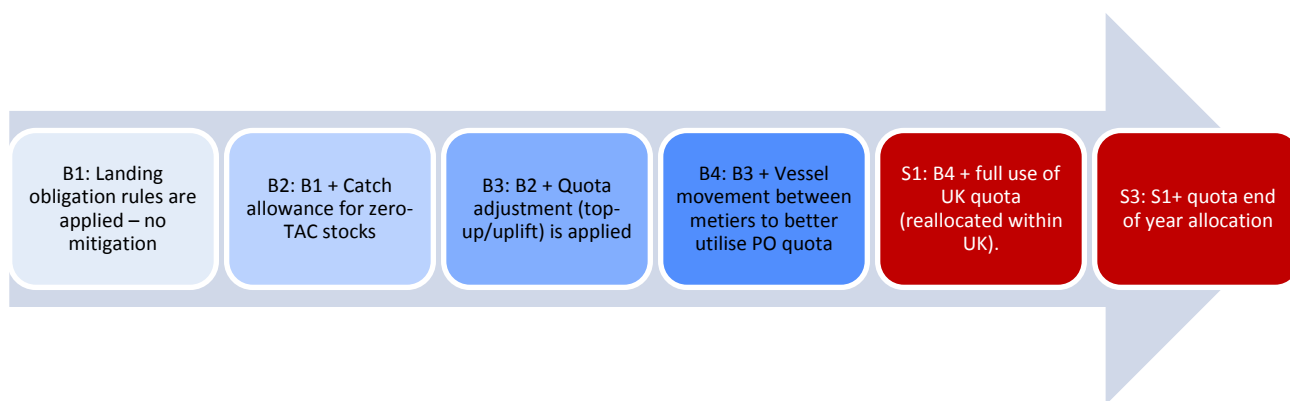 B1: Landing
obligation rules are
applied – no
mitigation
B2: B1 + Catch
allowance for zero-
TAC stocks
B3: B2 + Quota
adjustment (top-
up/uplift) is applied
B4: B3 + Vessel
movement between
metiers to better
utilise PO quota
S1: B4 + full use of
UK quota
(reallocated within
UK).
S3: S1+ quota end
of year allocation